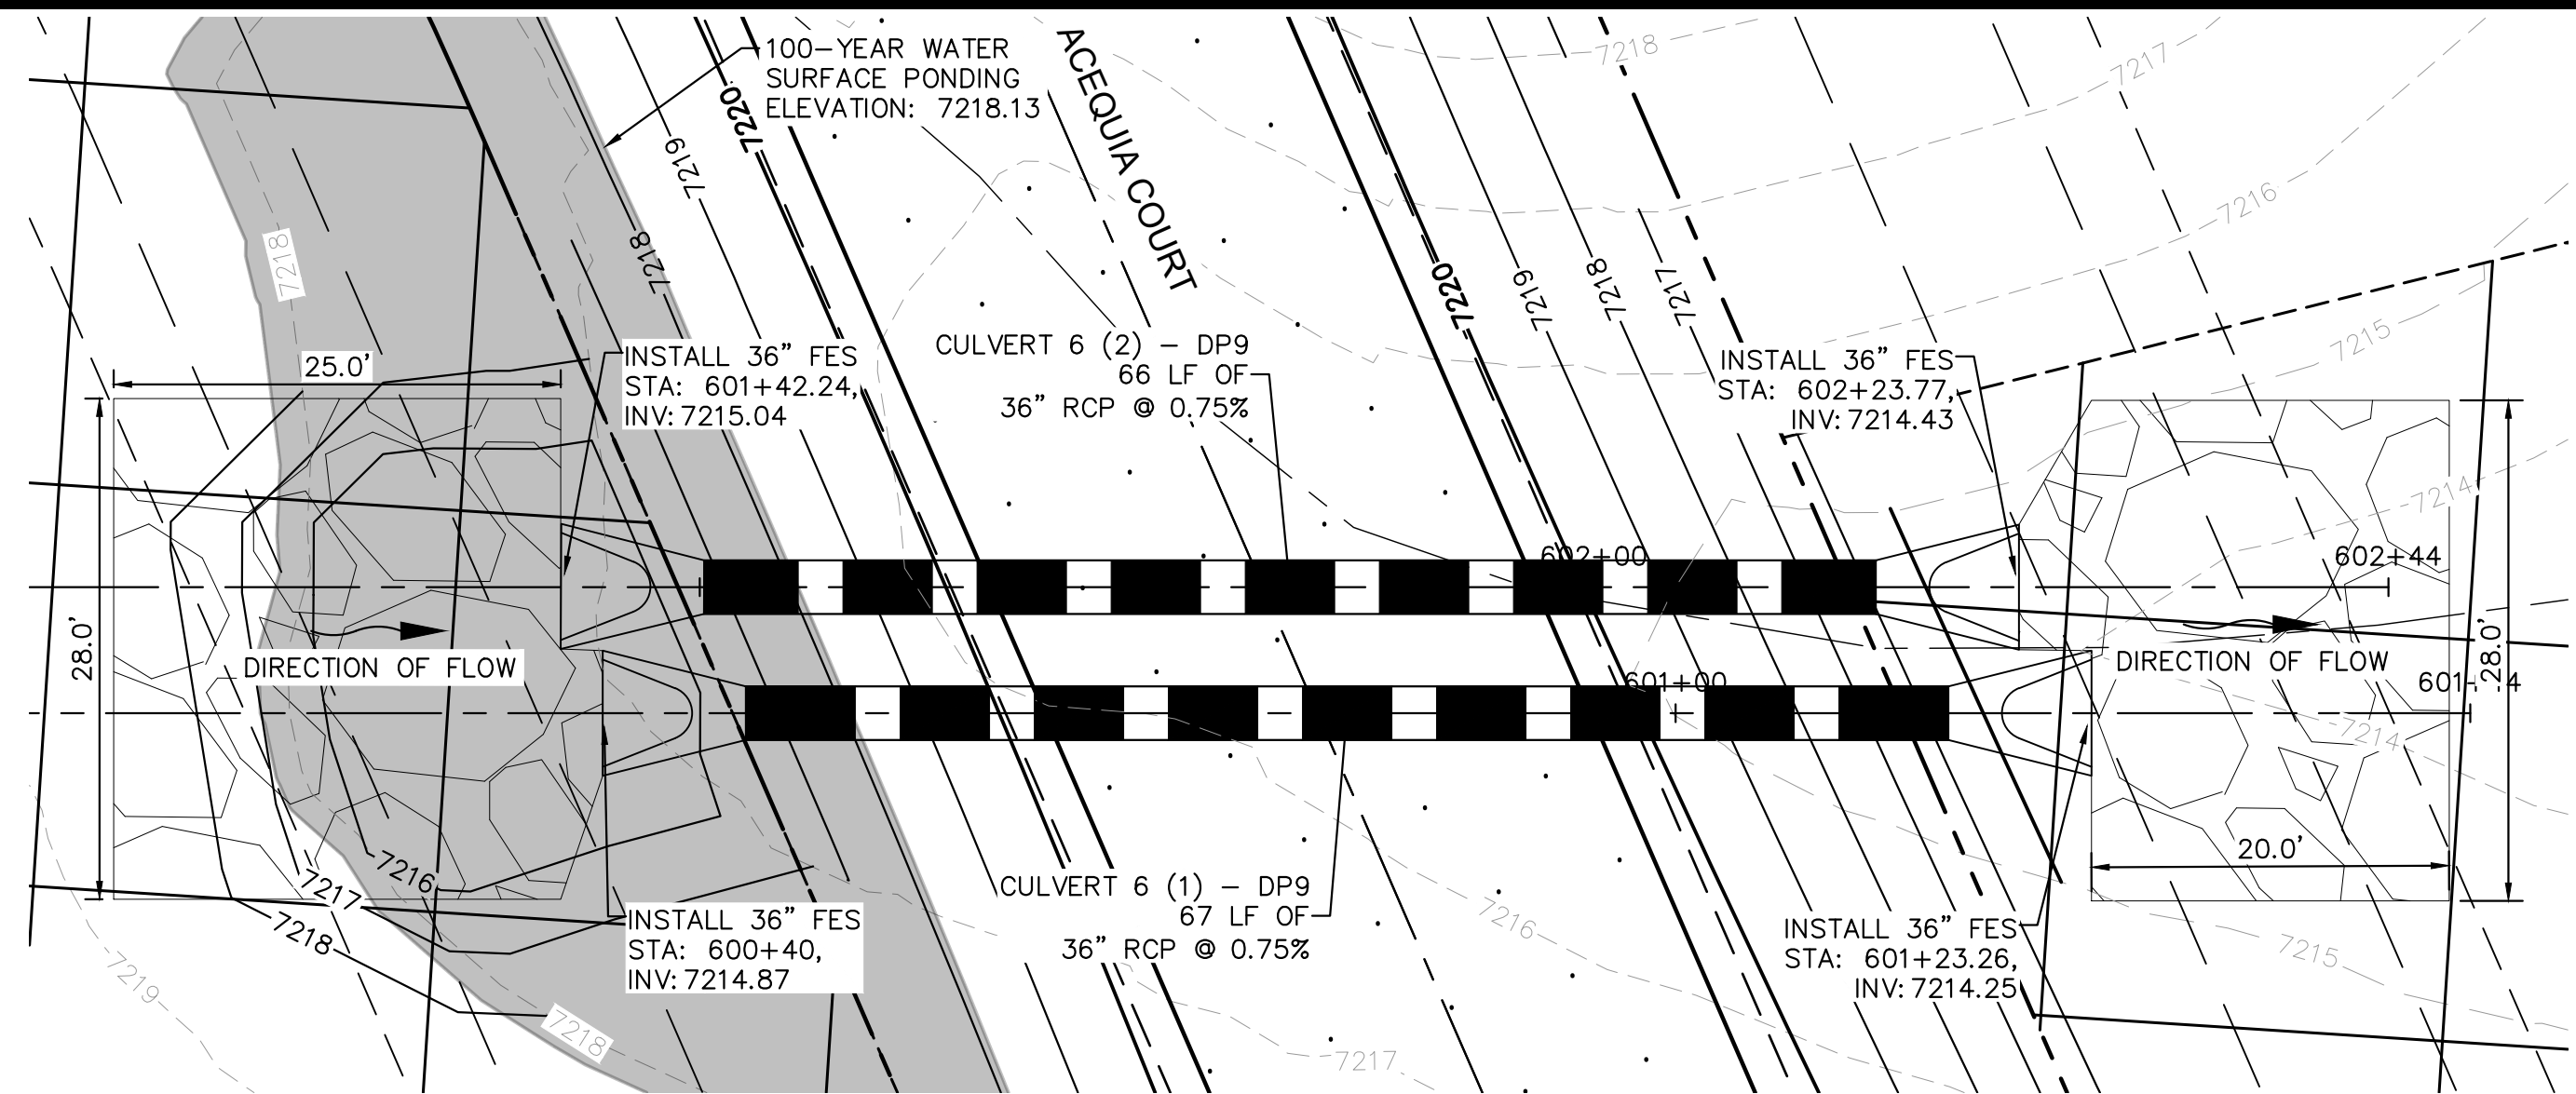 100-YEAR WATER
SURFACE PONDING
ELEVATION: 7218.13
ACEQUIA COURT
7218
7217
7216
7215
7214
7214
7215
7216
7217
7218
7219
7218
7220
7219
7218
7220
7219
7218
7217
25.0'
28.0'
INSTALL 36" FES
STA: 601+42.24,
INV: 7215.04
CULVERT 6 (2) - DP9
66 LF OF
36" RCP @ 0.75%
INSTALL 36" FES
STA: 602+23.77,
INV: 7214.43
602+00
602+44
DIRECTION OF FLOW
DIRECTION OF FLOW
28.0'
601+00
20.0'
7216
7217
7218
CULVERT 6 (1) - DP9
67 LF OF
36" RCP @ 0.75%
INSTALL 36" FES
STA: 600+40,
INV: 7214.87
INSTALL 36" FES
STA: 601+23.26,
INV: 7214.25